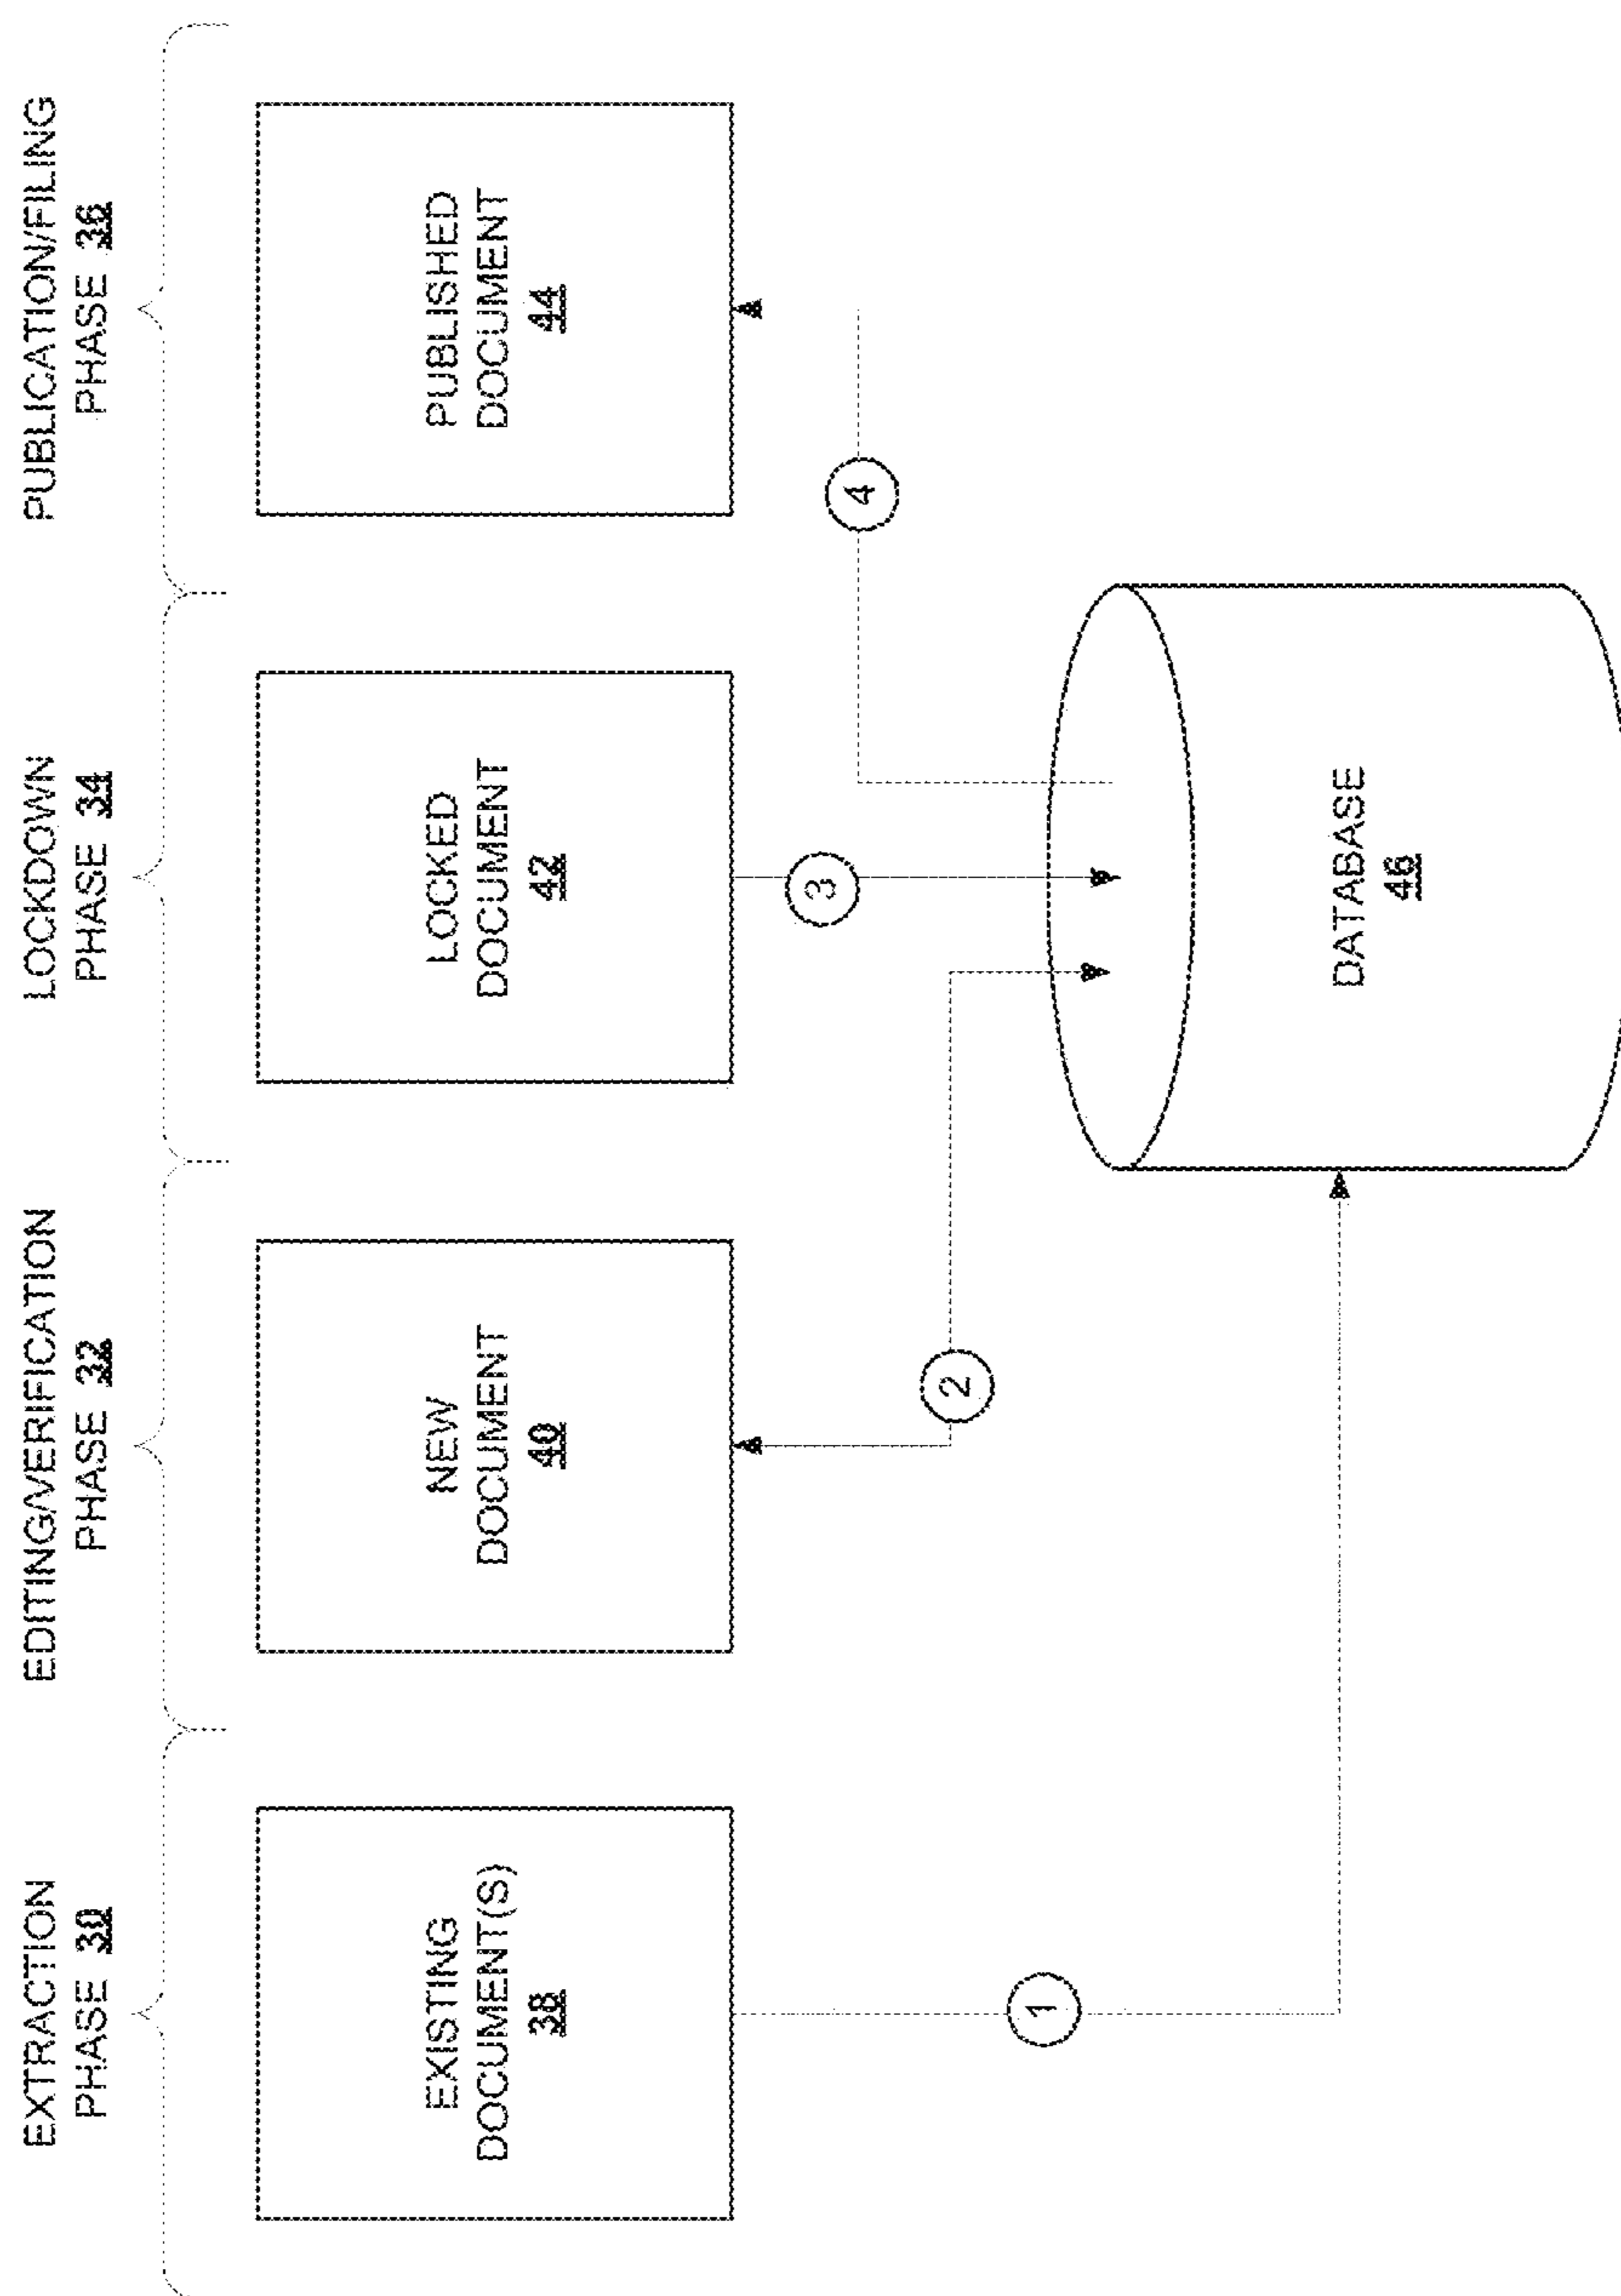 EXTRACTION
PHASE 30
EDITING/VERIFICATION
PHASE 32
LOCKDOWN
PHASE 34
PUBLICATION/FILING
PHASE 36
EXISTING
DOCUMENT(S)
38
NEW
DOCUMENT
40
LOCKED
DOCUMENT
42
PUBLISHED
DOCUMENT
44
1
2
3
4
DATABASE
46